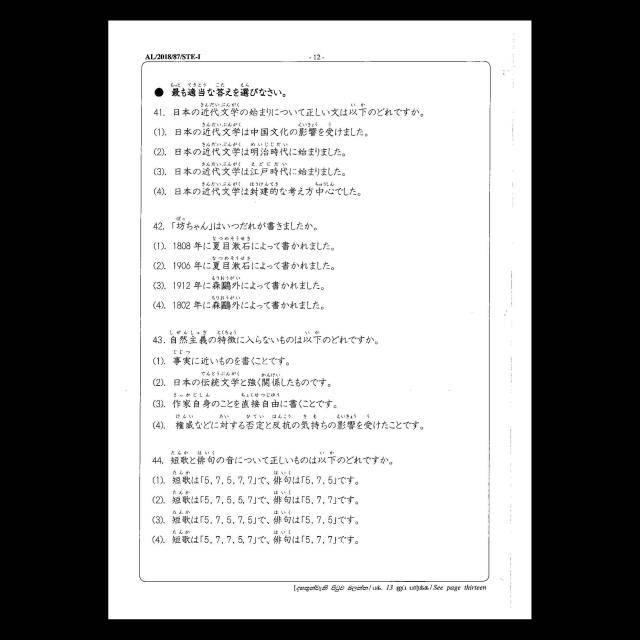 AL/2018/87/STE-I
- 12 -
● 最も適当な答えを選びなさい。
41. 日本の近代文学の始まりについて正しい文は以下のどれですか。
(1). 日本の近代文学は中国文化の影響を受けました。
(2). 日本の近代文学は明治時代に始まりました。
(3). 日本の近代文学は江戸時代に始まりました。
(4). 日本の近代文学は封建的な考え方中心でした。
42. 「坊ちゃん」はいつだれが書きましたか。
(1). 1808 年に夏目漱石によって書かれました。
(2). 1906 年に夏目漱石によって書かれました。
(3). 1912 年に森鷗外によって書かれました。
(4). 1802 年に森鷗外によって書かれました。
43. 自然主義の特徴に入らないものは以下のどれですか。
(1). 事実に近いものを書くことです。
(2). 日本の伝統文学と強く関係したものです。
(3). 作家自身のことを直接自由に書くことです。
(4). 権威などに対する否定と反抗の気持ちの影響を受けたことです。
44. 短歌と俳句の音について正しいものは以下のどれですか。
(1). 短歌は「5, 7, 5, 7, 7」で、俳句は「5, 7, 5」です。
(2). 短歌は「5, 7, 5, 5, 7」で、俳句は「5, 7, 7」です。
(3). 短歌は「5, 7, 5, 7, 5」で、俳句は「5, 7, 5」です。
(4). 短歌は「5, 7, 7, 5, 7」で、俳句は「5, 7, 7」です。
[දහතුන්වැනි පිටුව බලන්න / பக். 13 ஐப் பார்க்க / See page thirteen